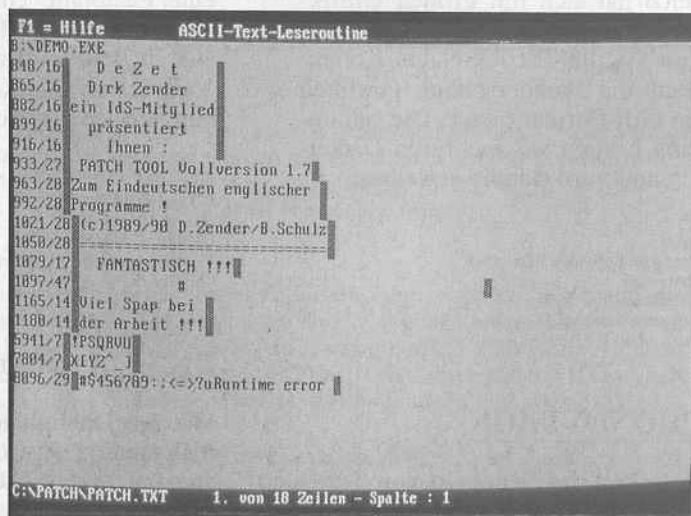 F1 = Hilfe ASCII-Text-Leseroutine
B:\DEMO.EXE
848/16 D e Z e t
865/16 Dirk Zender
882/16 ein IdS-Mitglied
899/16 präsentiert
916/16 Ihnen :
933/27 PATCH TOOL Vollversion 1.7
963/28 Zum Eindeutschen englischer
992/28 Programme !
1021/28 (c)1989/90 D.Zender/B.Schulz
1050/28 ============================
1079/17 FANTASTISCH !!!
1097/47 #
1165/14 Viel Spap bei
1180/14 der Arbeit !!!
5941/7 !PSQRVU
7804/7 X[YZ^_]
8096/29 #$456789:;<=>?uRuntime error
C:\PATCH\PATCH.TXT 1. von 18 Zeilen - Spalte : 1